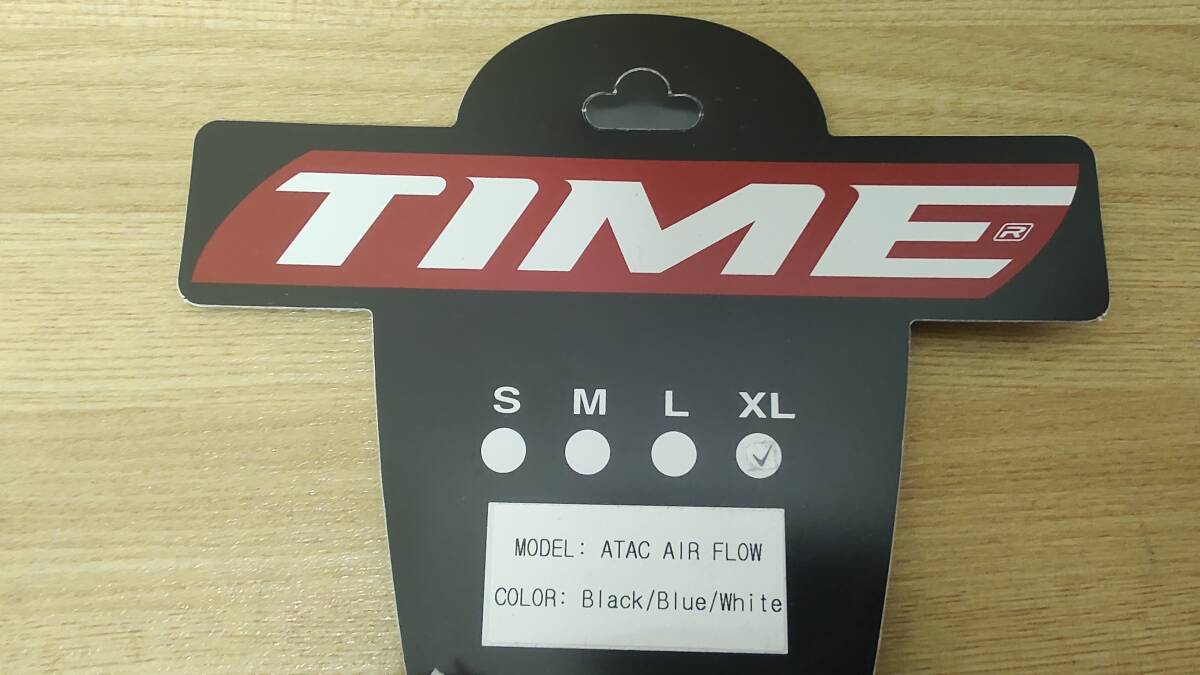 TIME ®
S M L XL
MODEL: ATAC AIR FLOW
COLOR: Black/Blue/White